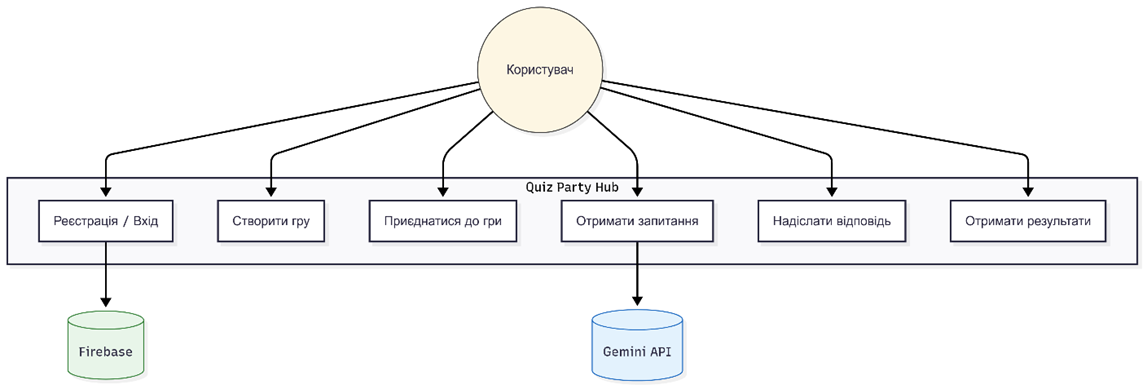 Користувач
Quiz Party Hub
Реєстрація / Вхід
Створити гру
Приєднатися до гри
Отримати запитання
Надіслати відповідь
Отримати результати
Firebase
Gemini API